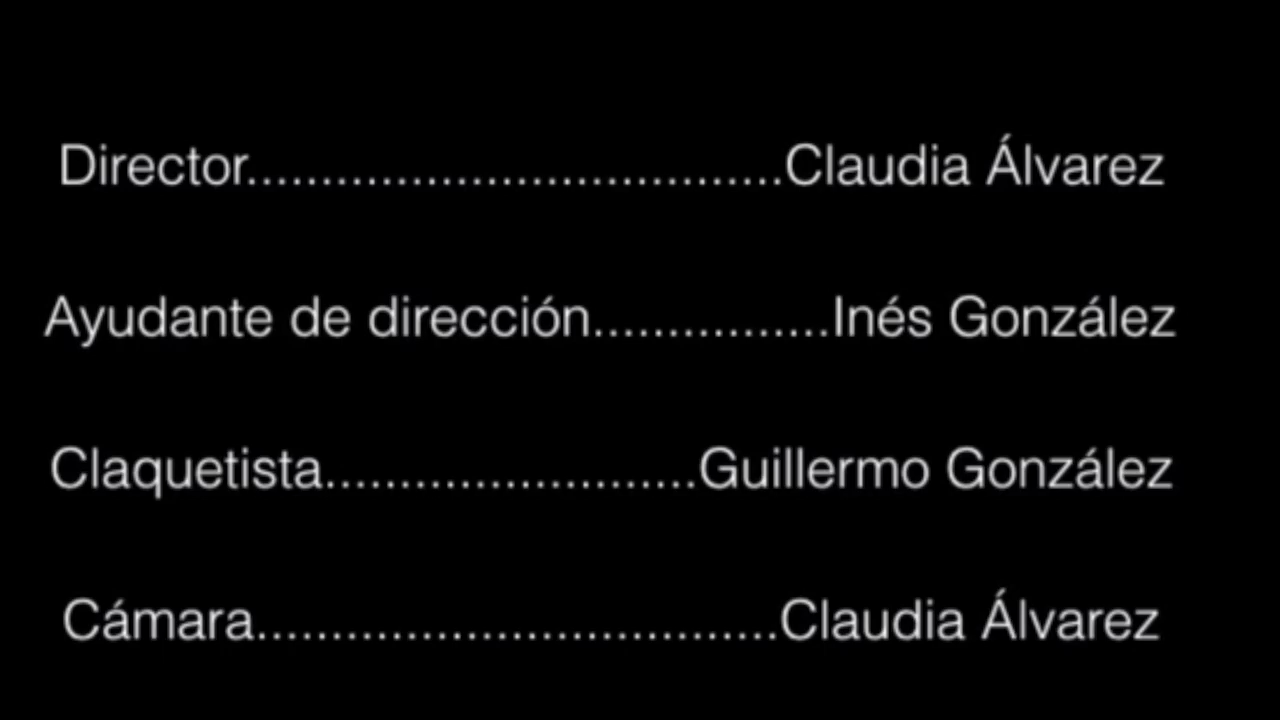 Director....................................Claudia Álvarez
Ayudante de dirección................Inés González
Claquetista.........................Guillermo González
Cámara...................................Claudia Álvarez